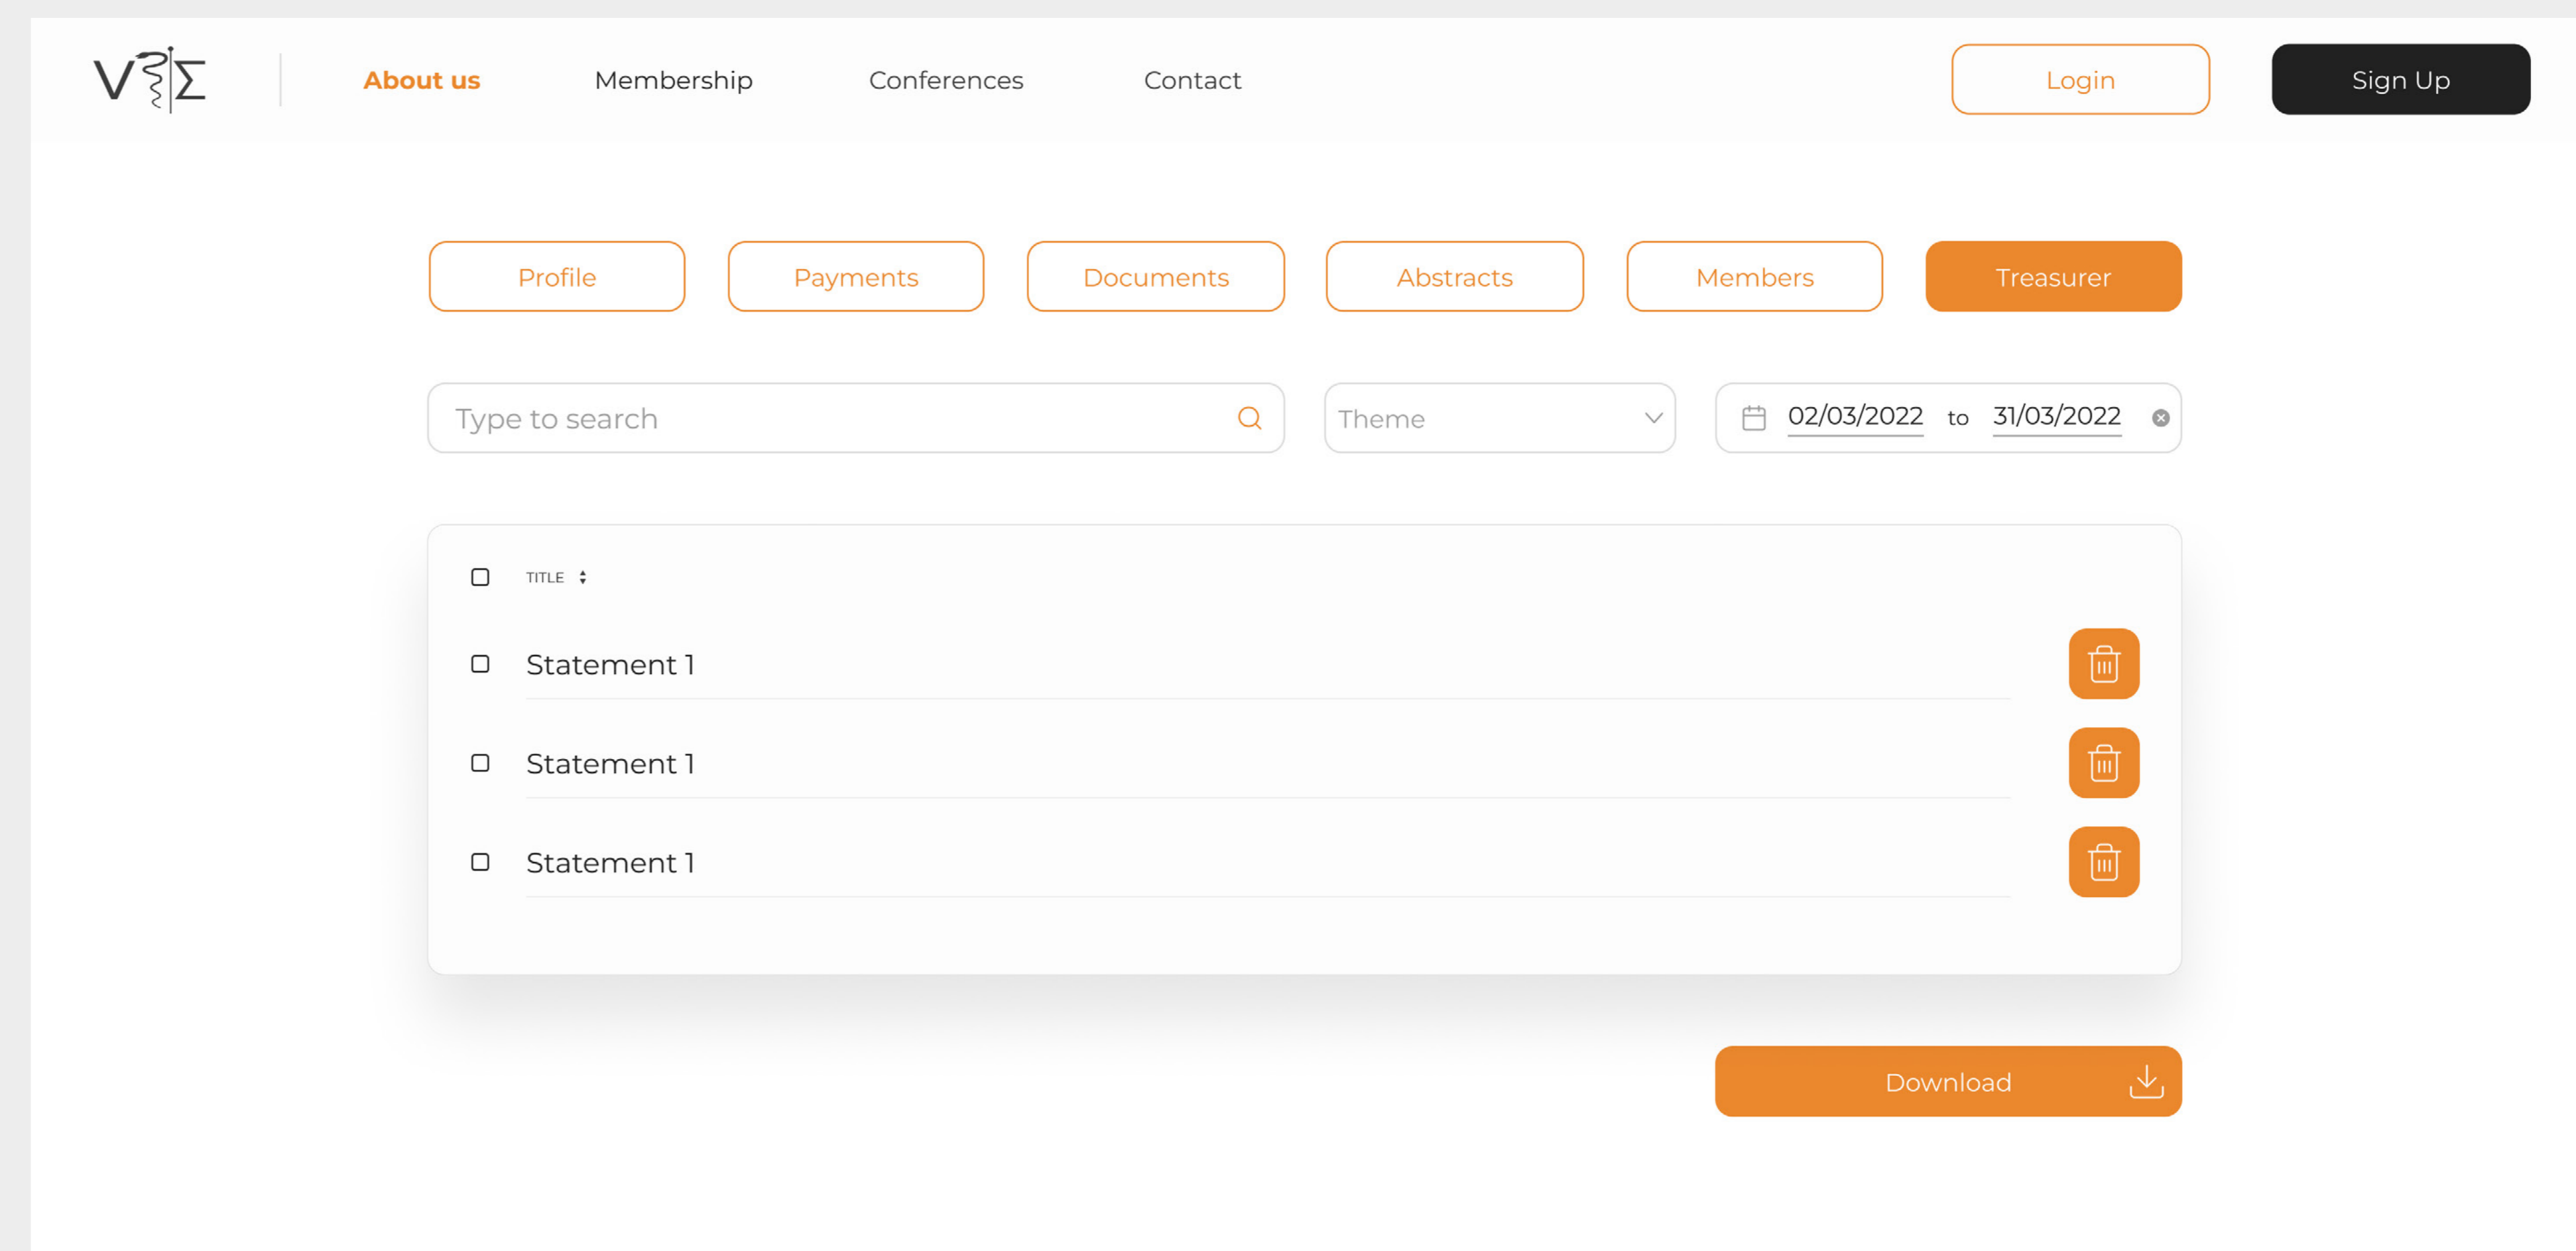 VΣ
About us Membership Conferences Contact Login Sign Up
Profile Payments Documents Abstracts Members Treasurer
Type to search Theme 02/03/2022 to 31/03/2022
TITLE
Statement 1
Statement 1
Statement 1
Download